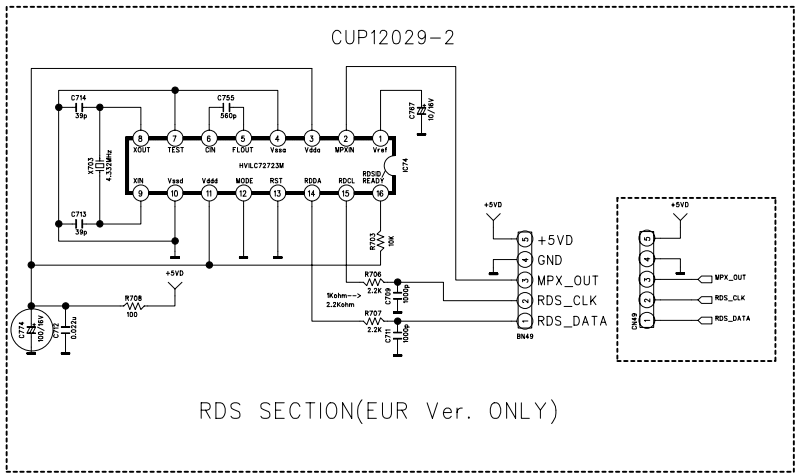 CUP12029-2
C714
39p
C755
560p
C767
10/16V
8
7
6
5
4
3
2
1
XOUT
TEST
CIN
FLOUT
Vssa
Vdda
MPXIN
Vref
X703
4.332MHz
HVILC72723M
IC74
RDSID
READY
XIN
Vssd
Vddd
MODE
RST
RDDA
RDCL
9
10
11
12
13
14
15
16
C713
39p
R703
10K
+5VD
+5VD
5
+5VD
4
GND
3
MPX_OUT
2
RDS_CLK
1
RDS_DATA
BN49
5
4
3
MPX_OUT
2
RDS_CLK
1
RDS_DATA
CN49
+5VD
R708
100
C774
100/16V
C712
0.022u
R706
2.2K
1Kohm-->
2.2Kohm
C709
1000p
R707
2.2K
C711
1000p
RDS SECTION(EUR Ver. ONLY)